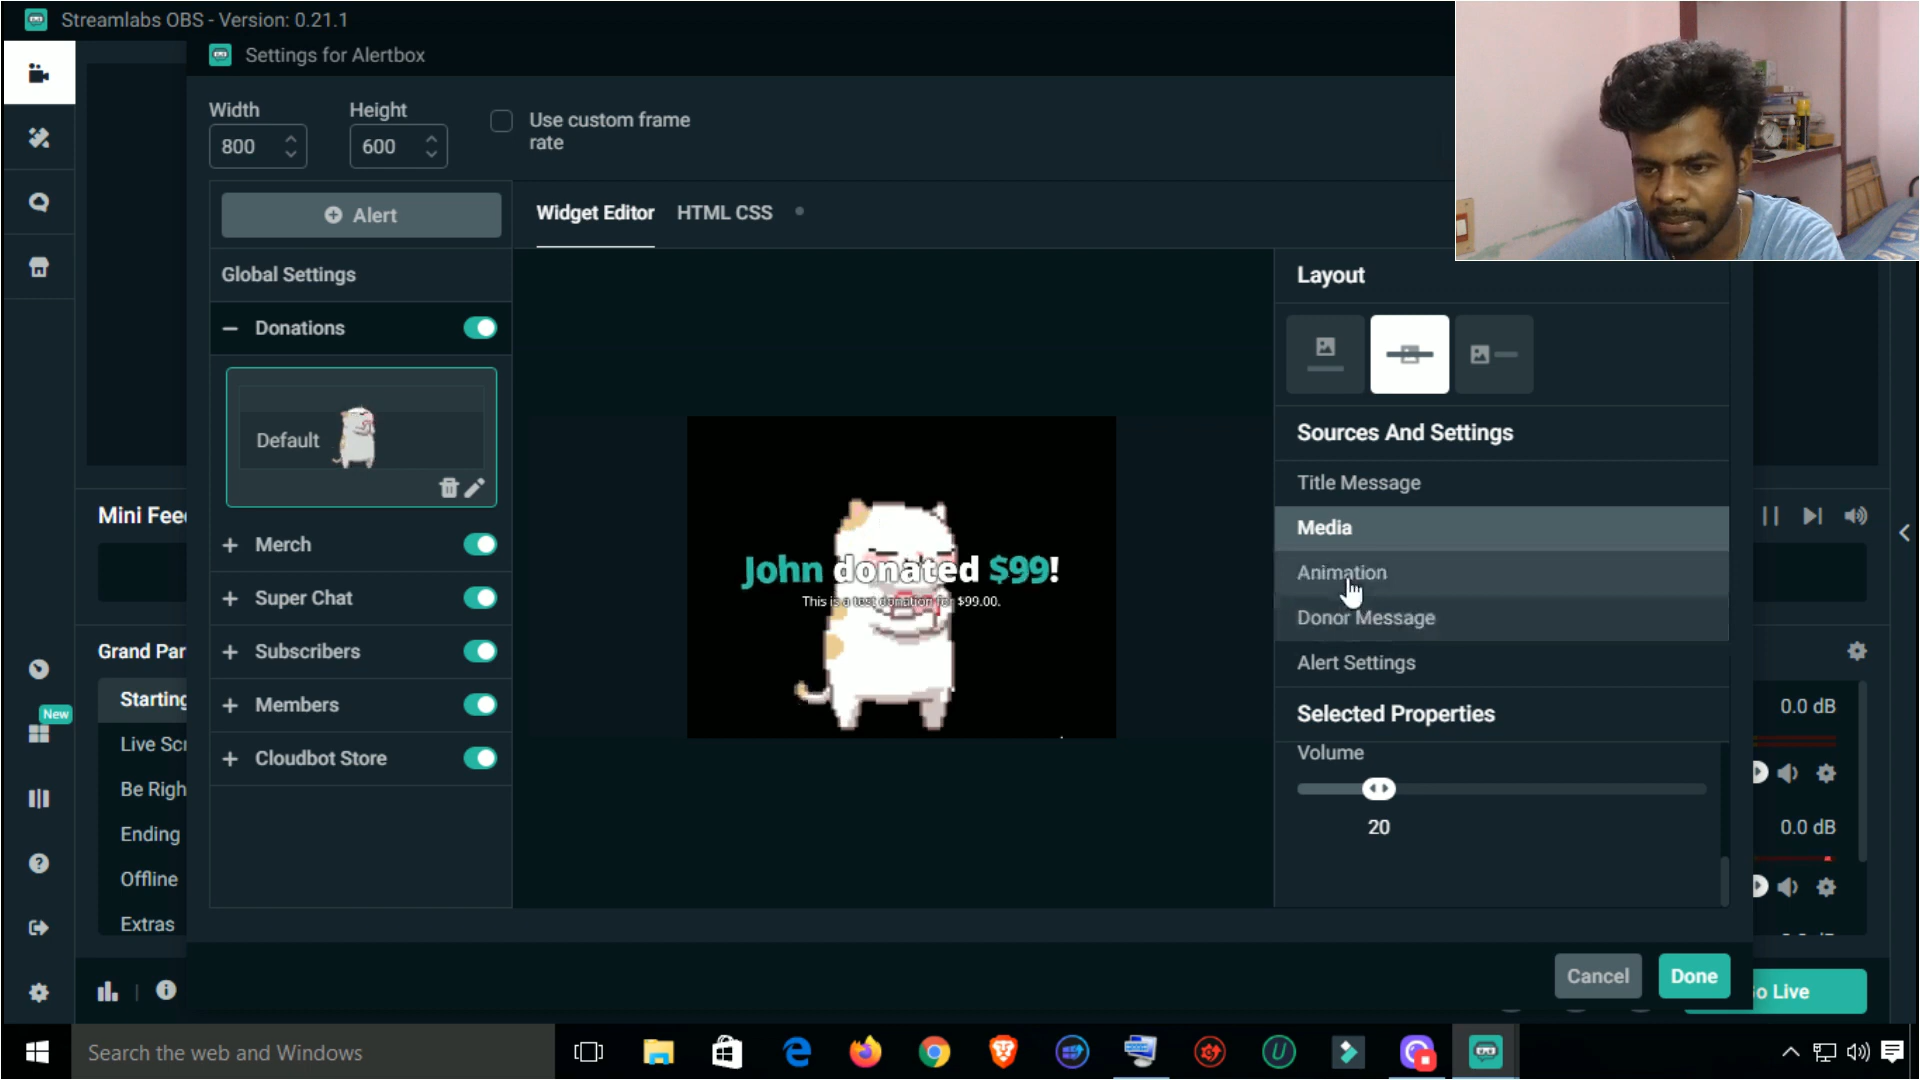 Streamlabs OBS - Version: 0.21.1
Settings for Alertbox
Width
Height
800
600
Use custom frame
rate
Alert
Widget Editor
HTML CSS
Global Settings
Donations
Default
Merch
Super Chat
Subscribers
Members
Cloudbot Store
John donated $99!
This is a test donation for $99.00.
Layout
Sources And Settings
Title Message
Media
Animation
Donor Message
Alert Settings
Selected Properties
Volume
20
Cancel
Done
Mini Fee
Grand Par
Starting
Live Scr
Be Righ
Ending
Offline
Extras
New
0.0 dB
0.0 dB
o Live
Search the web and Windows